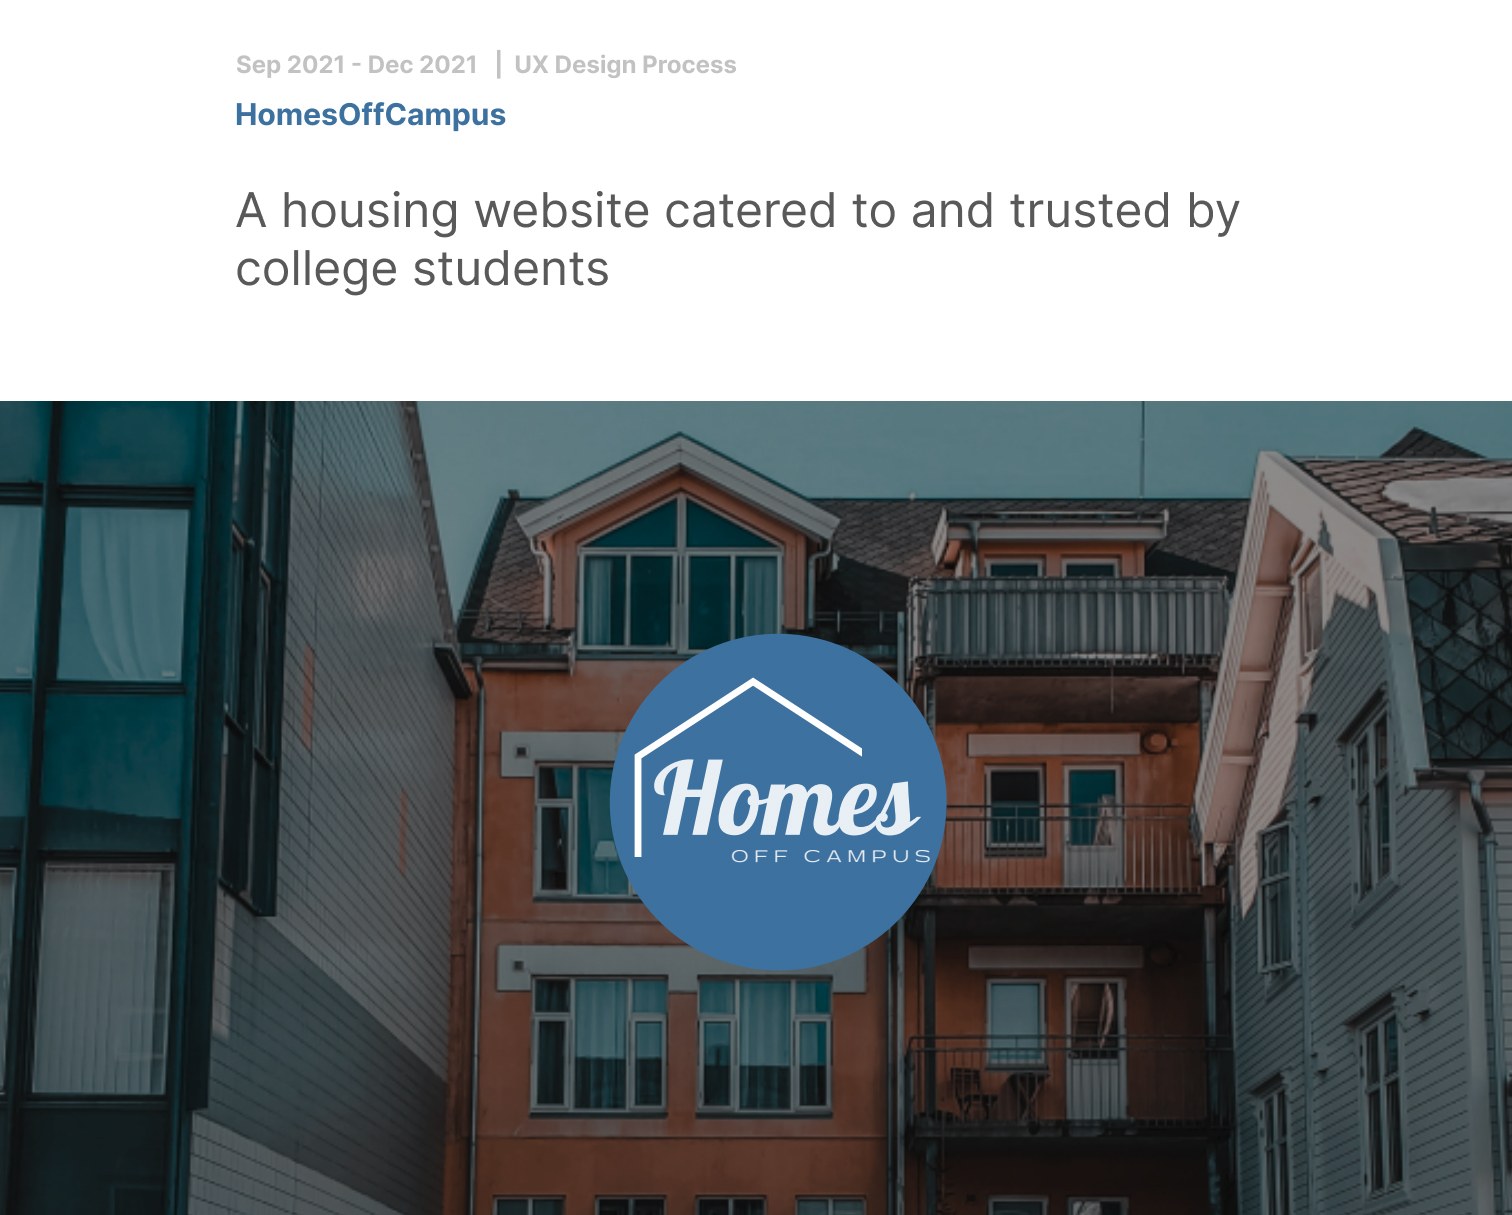 Sep 2021 - Dec 2021 | UX Design Process
HomesOffCampus
A housing website catered to and trusted by
college students
Homes
OFF CAMPUS